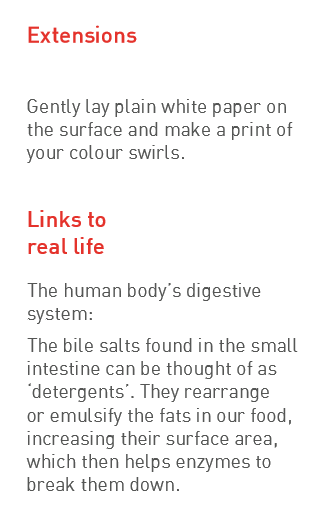 Extensions
Gently lay plain white paper on
the surface and make a print of
your colour swirls.
Links to
real life
The human body's digestive
system:
The bile salts found in the small
intestine can be thought of as
'detergents'. They rearrange
or emulsify the fats in our food,
increasing their surface area,
which then helps enzymes to
break them down.